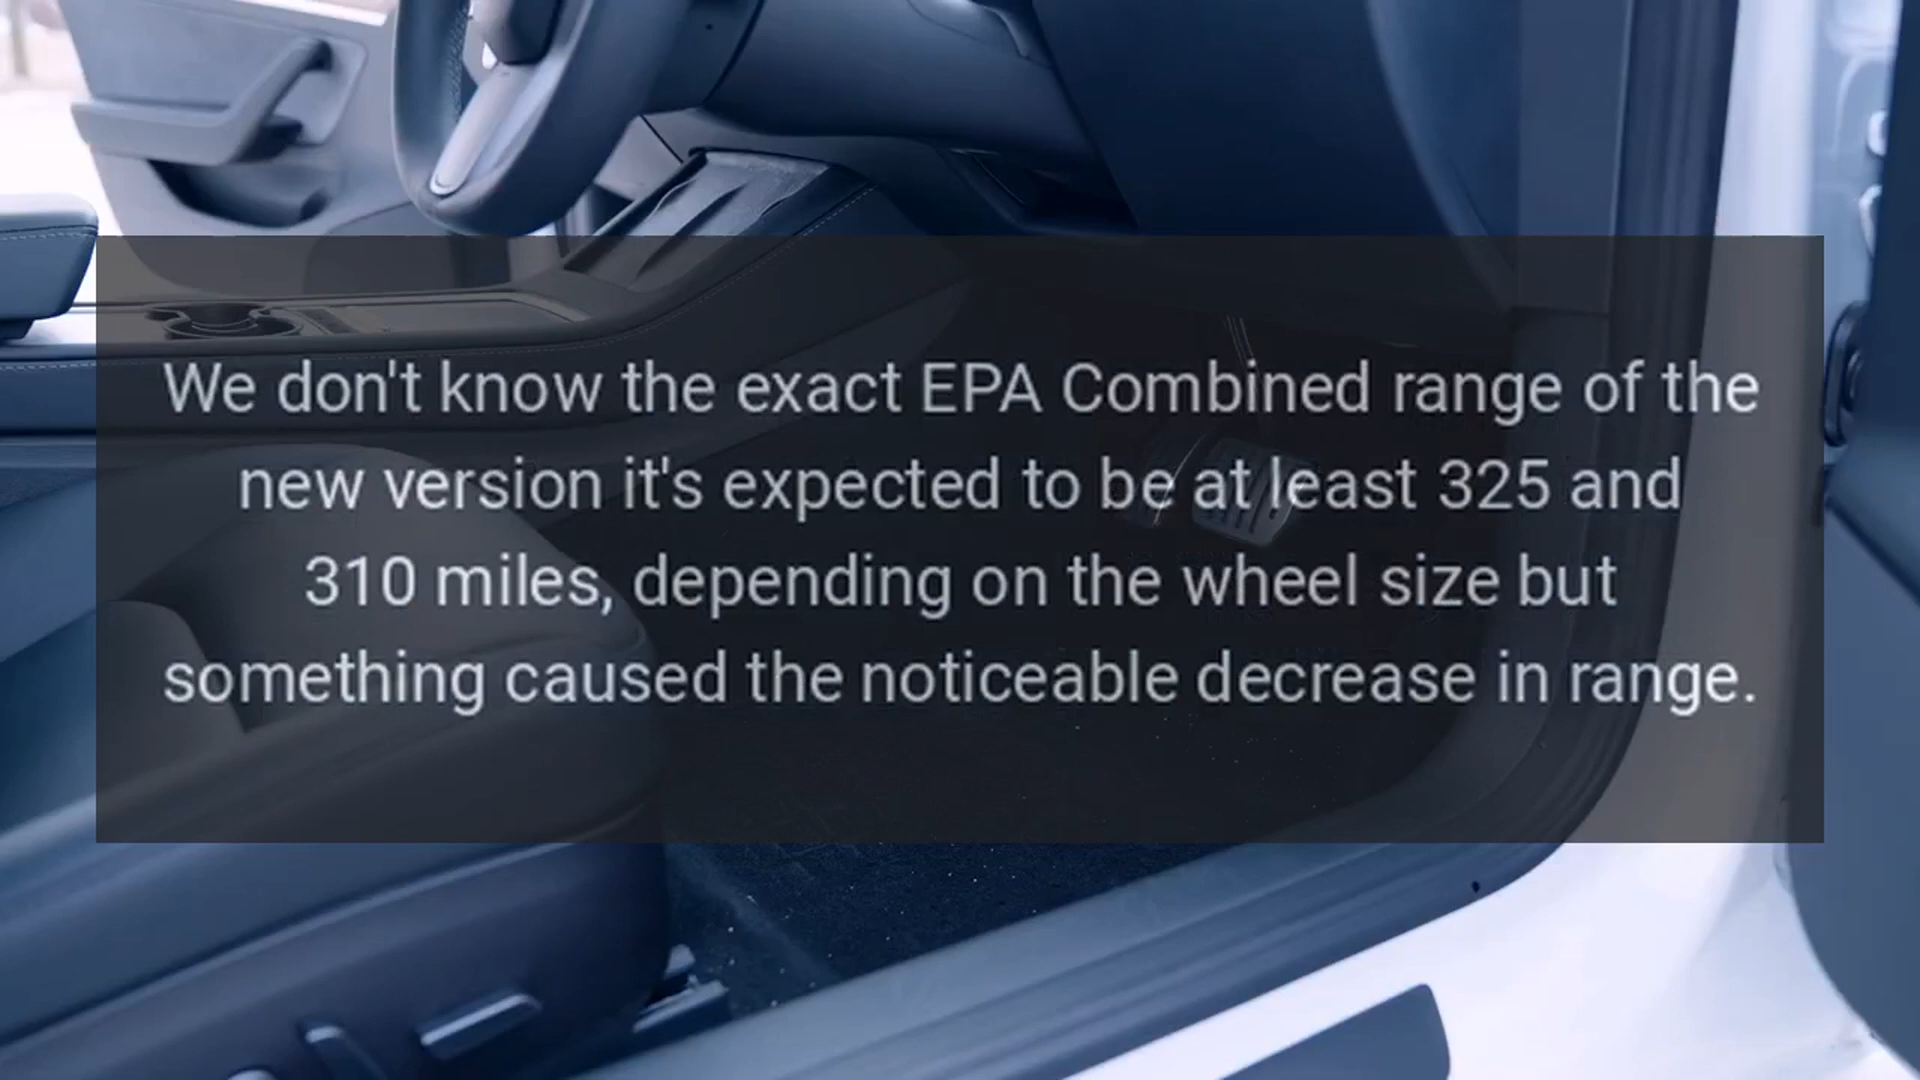 We don't know the exact EPA Combined range of the
new version it's expected to be at least 325 and
310 miles, depending on the wheel size but
something caused the noticeable decrease in range.